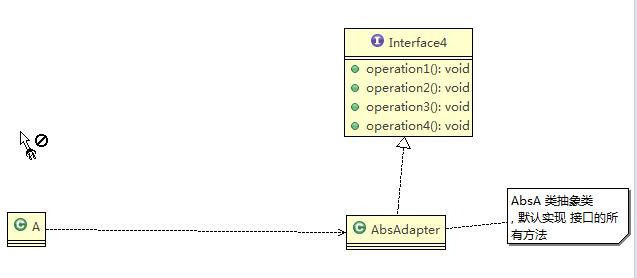 I Interface4
operation1(): void
operation2(): void
operation3(): void
operation4(): void
C A
C AbsAdapter
AbsA 类抽象类
, 默认实现 接口的所
有方法